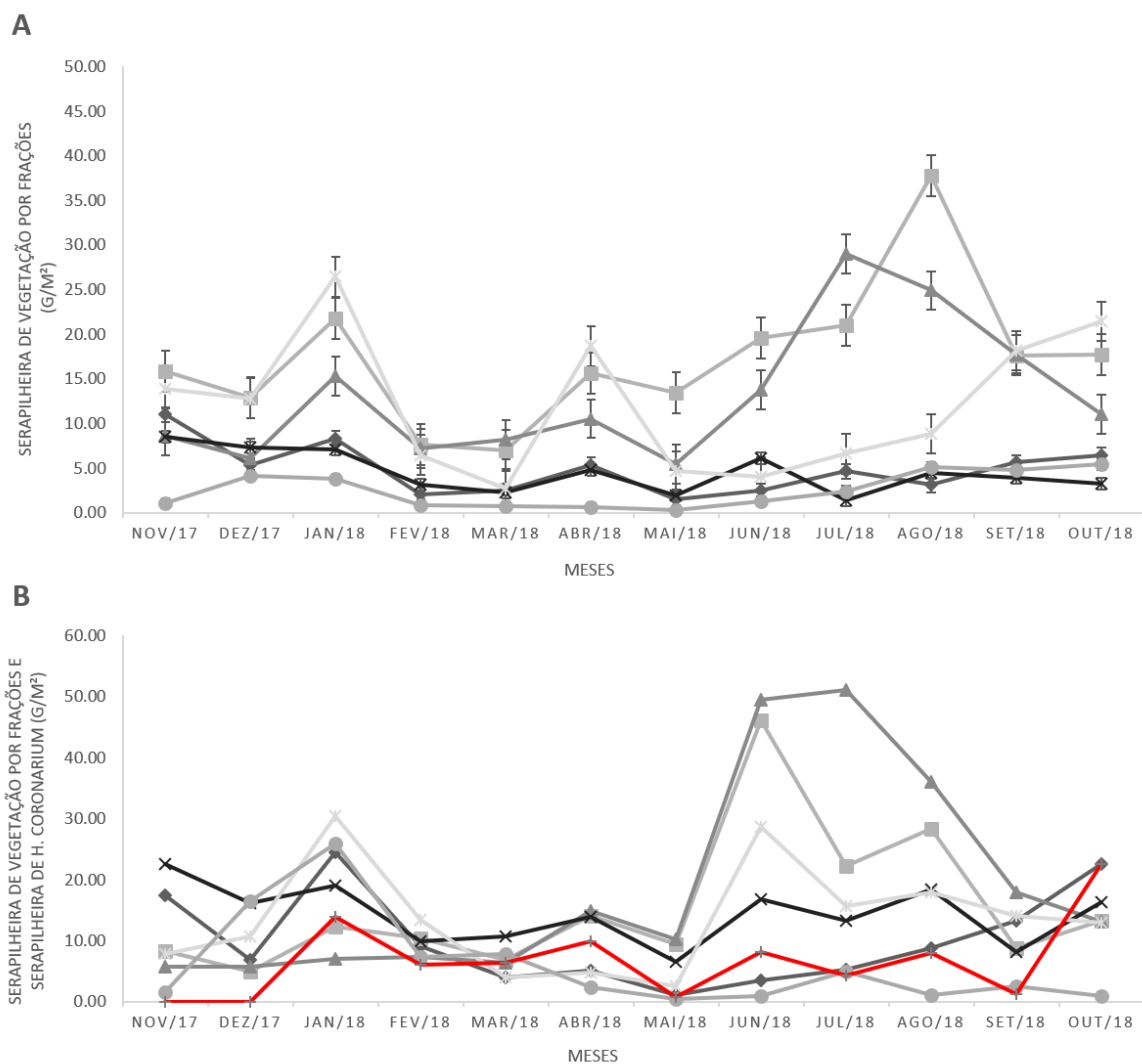 A
50.00
45.00
40.00
35.00
30.00
25.00
20.00
15.00
10.00
5.00
0.00
SERAPILHEIRA DE VEGETAÇÃO POR FRAÇÕES
(G/M²)
NOV/17 DEZ/17 JAN/18 FEV/18 MAR/18 ABR/18 MAI/18 JUN/18 JUL/18 AGO/18 SET/18 OUT/18
MESES
B
60.00
50.00
40.00
30.00
20.00
10.00
0.00
SERAPILHEIRA DE VEGETAÇÃO POR FRAÇÕES E
SERAPILHEIRA DE H. CORONARIUM (G/M²)
NOV/17 DEZ/17 JAN/18 FEV/18 MAR/18 ABR/18 MAI/18 JUN/18 JUL/18 AGO/18 SET/18 OUT/18
MESES